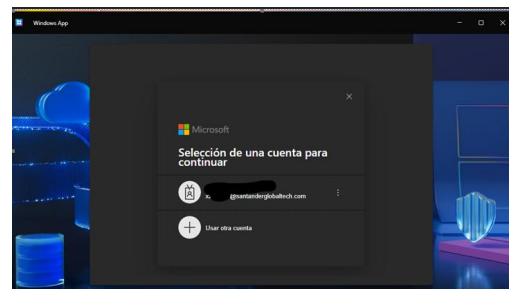 Windows App
Microsoft
Selección de una cuenta para
continuar
@santanderglobaltech.com
Usar otra cuenta